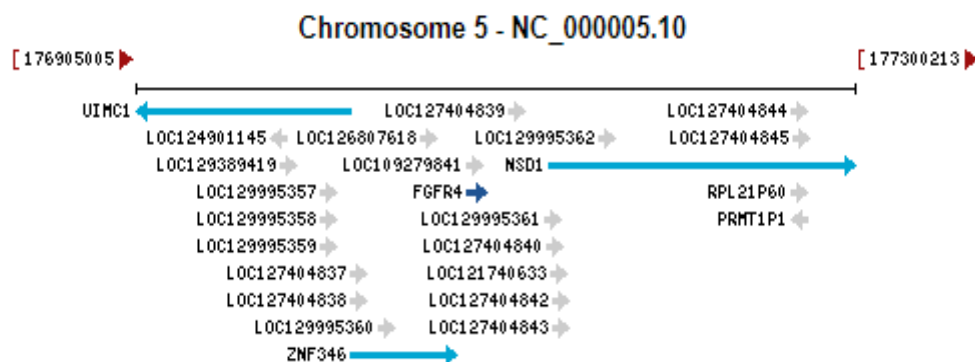 Chromosome 5 - NC_000005.10
[ 176905005 [ 177300213
UIMC1 LOC127404839 LOC127404844
LOC124901145 LOC126807618 LOC129995362 LOC127404845
LOC129389419 LOC109279841 NSD1
LOC129995357 FGFR4 RPL21P60
LOC129995358 LOC129995361 PRMT1P1
LOC129995359 LOC127404840
LOC127404837 LOC121740633
LOC127404838 LOC127404842
LOC129995360 LOC127404843
ZNF346